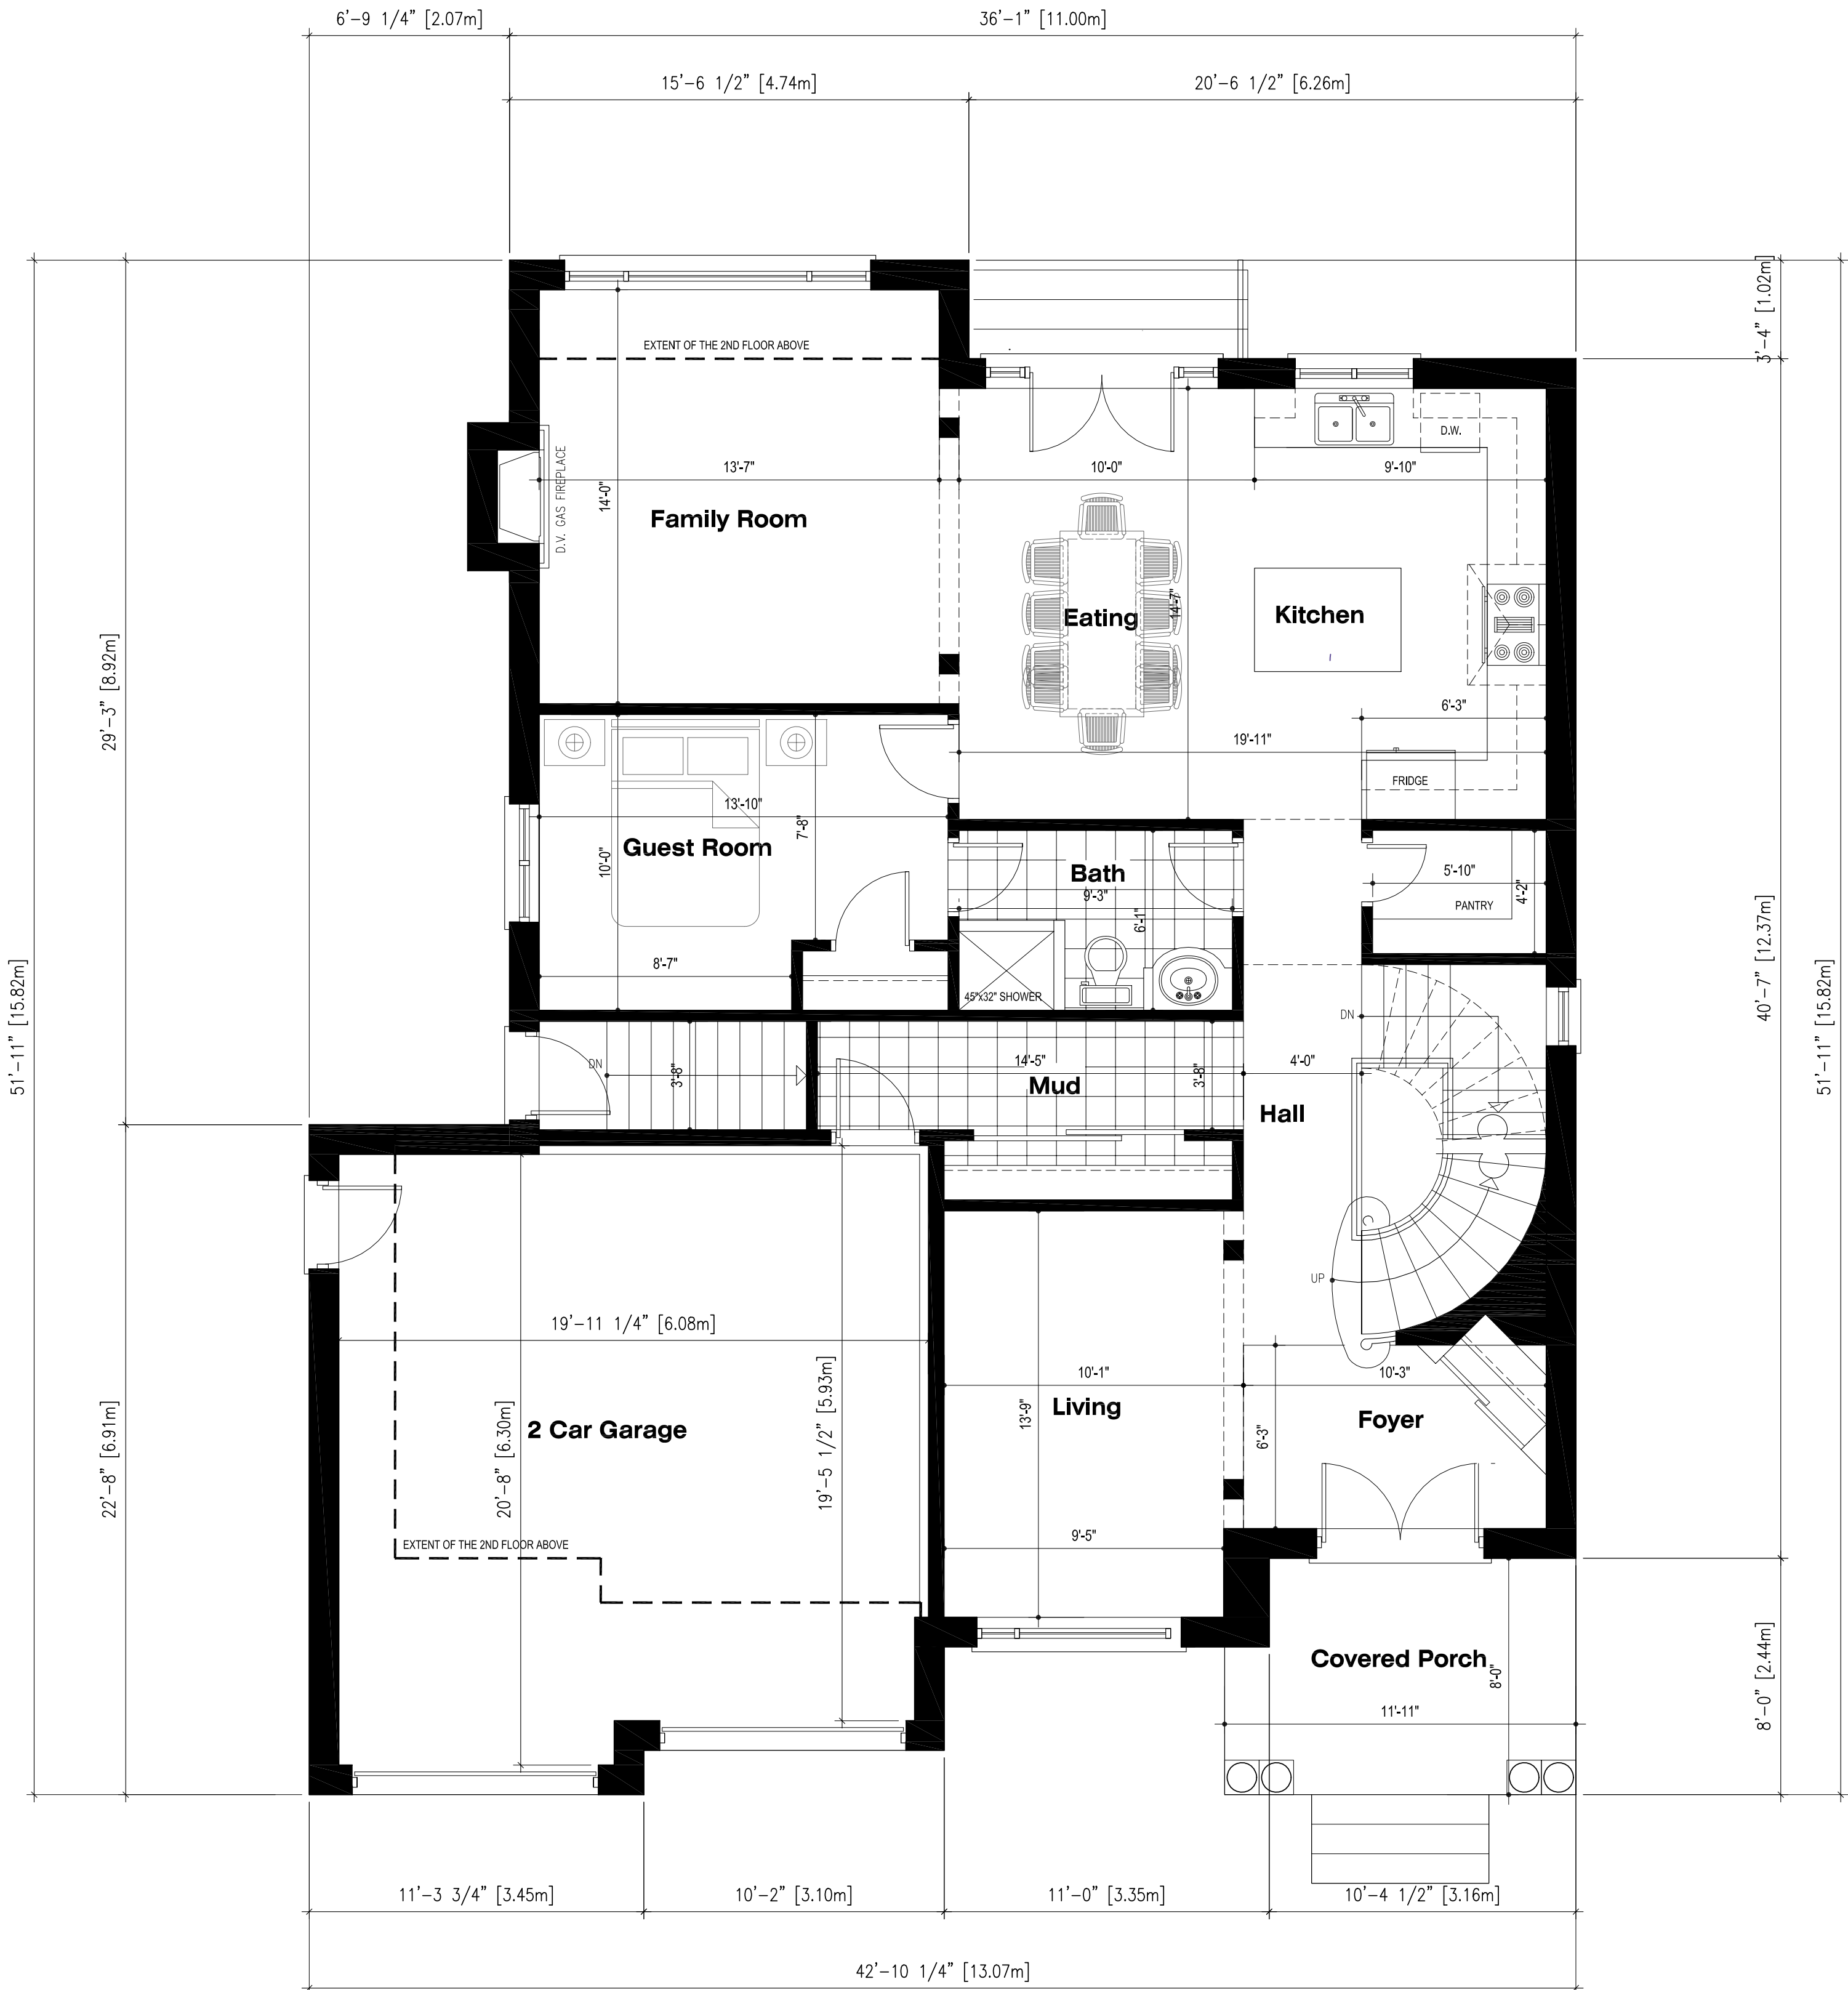 6'-9 1/4" [2.07m]
36'-1" [11.00m]
15'-6 1/2" [4.74m]
20'-6 1/2" [6.26m]
3'-4" [1.02m]
EXTENT OF THE 2ND FLOOR ABOVE
D.W.
D.V. GAS FIREPLACE
13'-7"
10'-0"
9'-10"
14'-0"
Family Room
Eating
14'-7"
Kitchen
29'-3" [8.92m]
6'-3"
19'-11"
FRIDGE
13'-10"
7'-8"
Guest Room
10'-0"
Bath
9'-3"
6'-1"
5'-10"
4'-2"
PANTRY
40'-7" [12.37m]
8'-7"
45"x32" SHOWER
51'-11" [15.82m]
51'-11" [15.82m]
DN
DN
3'-8"
14'-5"
3'-8"
4'-0"
Mud
Hall
UP
19'-11 1/4" [6.08m]
10'-1"
10'-3"
19'-5 1/2" [5.93m]
Living
13'-9"
Foyer
6'-3"
2 Car Garage
20'-8" [6.30m]
22'-8" [6.91m]
9'-5"
EXTENT OF THE 2ND FLOOR ABOVE
Covered Porch
8'-0"
8'-0" [2.44m]
11'-11"
11'-3 3/4" [3.45m]
10'-2" [3.10m]
11'-0" [3.35m]
10'-4 1/2" [3.16m]
42'-10 1/4" [13.07m]